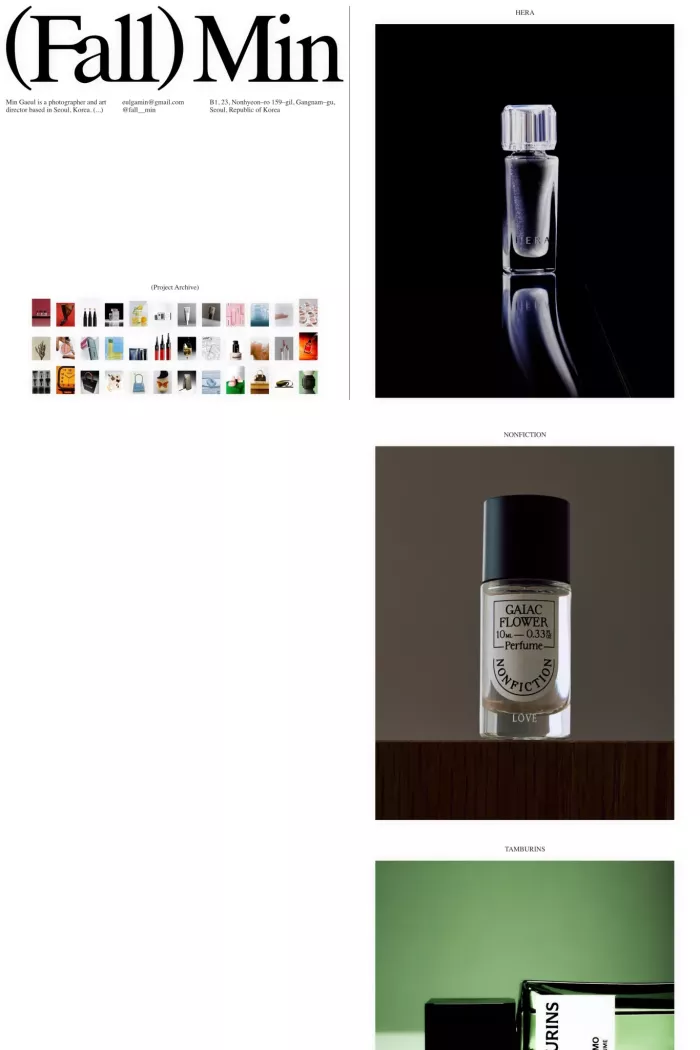 (Fall) Min
Min Gaeul is a photographer and art
director based in Seoul, Korea. (...)
eulgamin@gmail.com
@fall__min
B1, 23, Nonhyeon–ro 159–gil, Gangnam–gu,
Seoul, Republic of Korea
(Project Archive)
HERA
HERA
NONFICTION
GAIAC
FLOWER
10ML — 0.33
Perfume
NONFICTION
LOVE
TAMBURINS